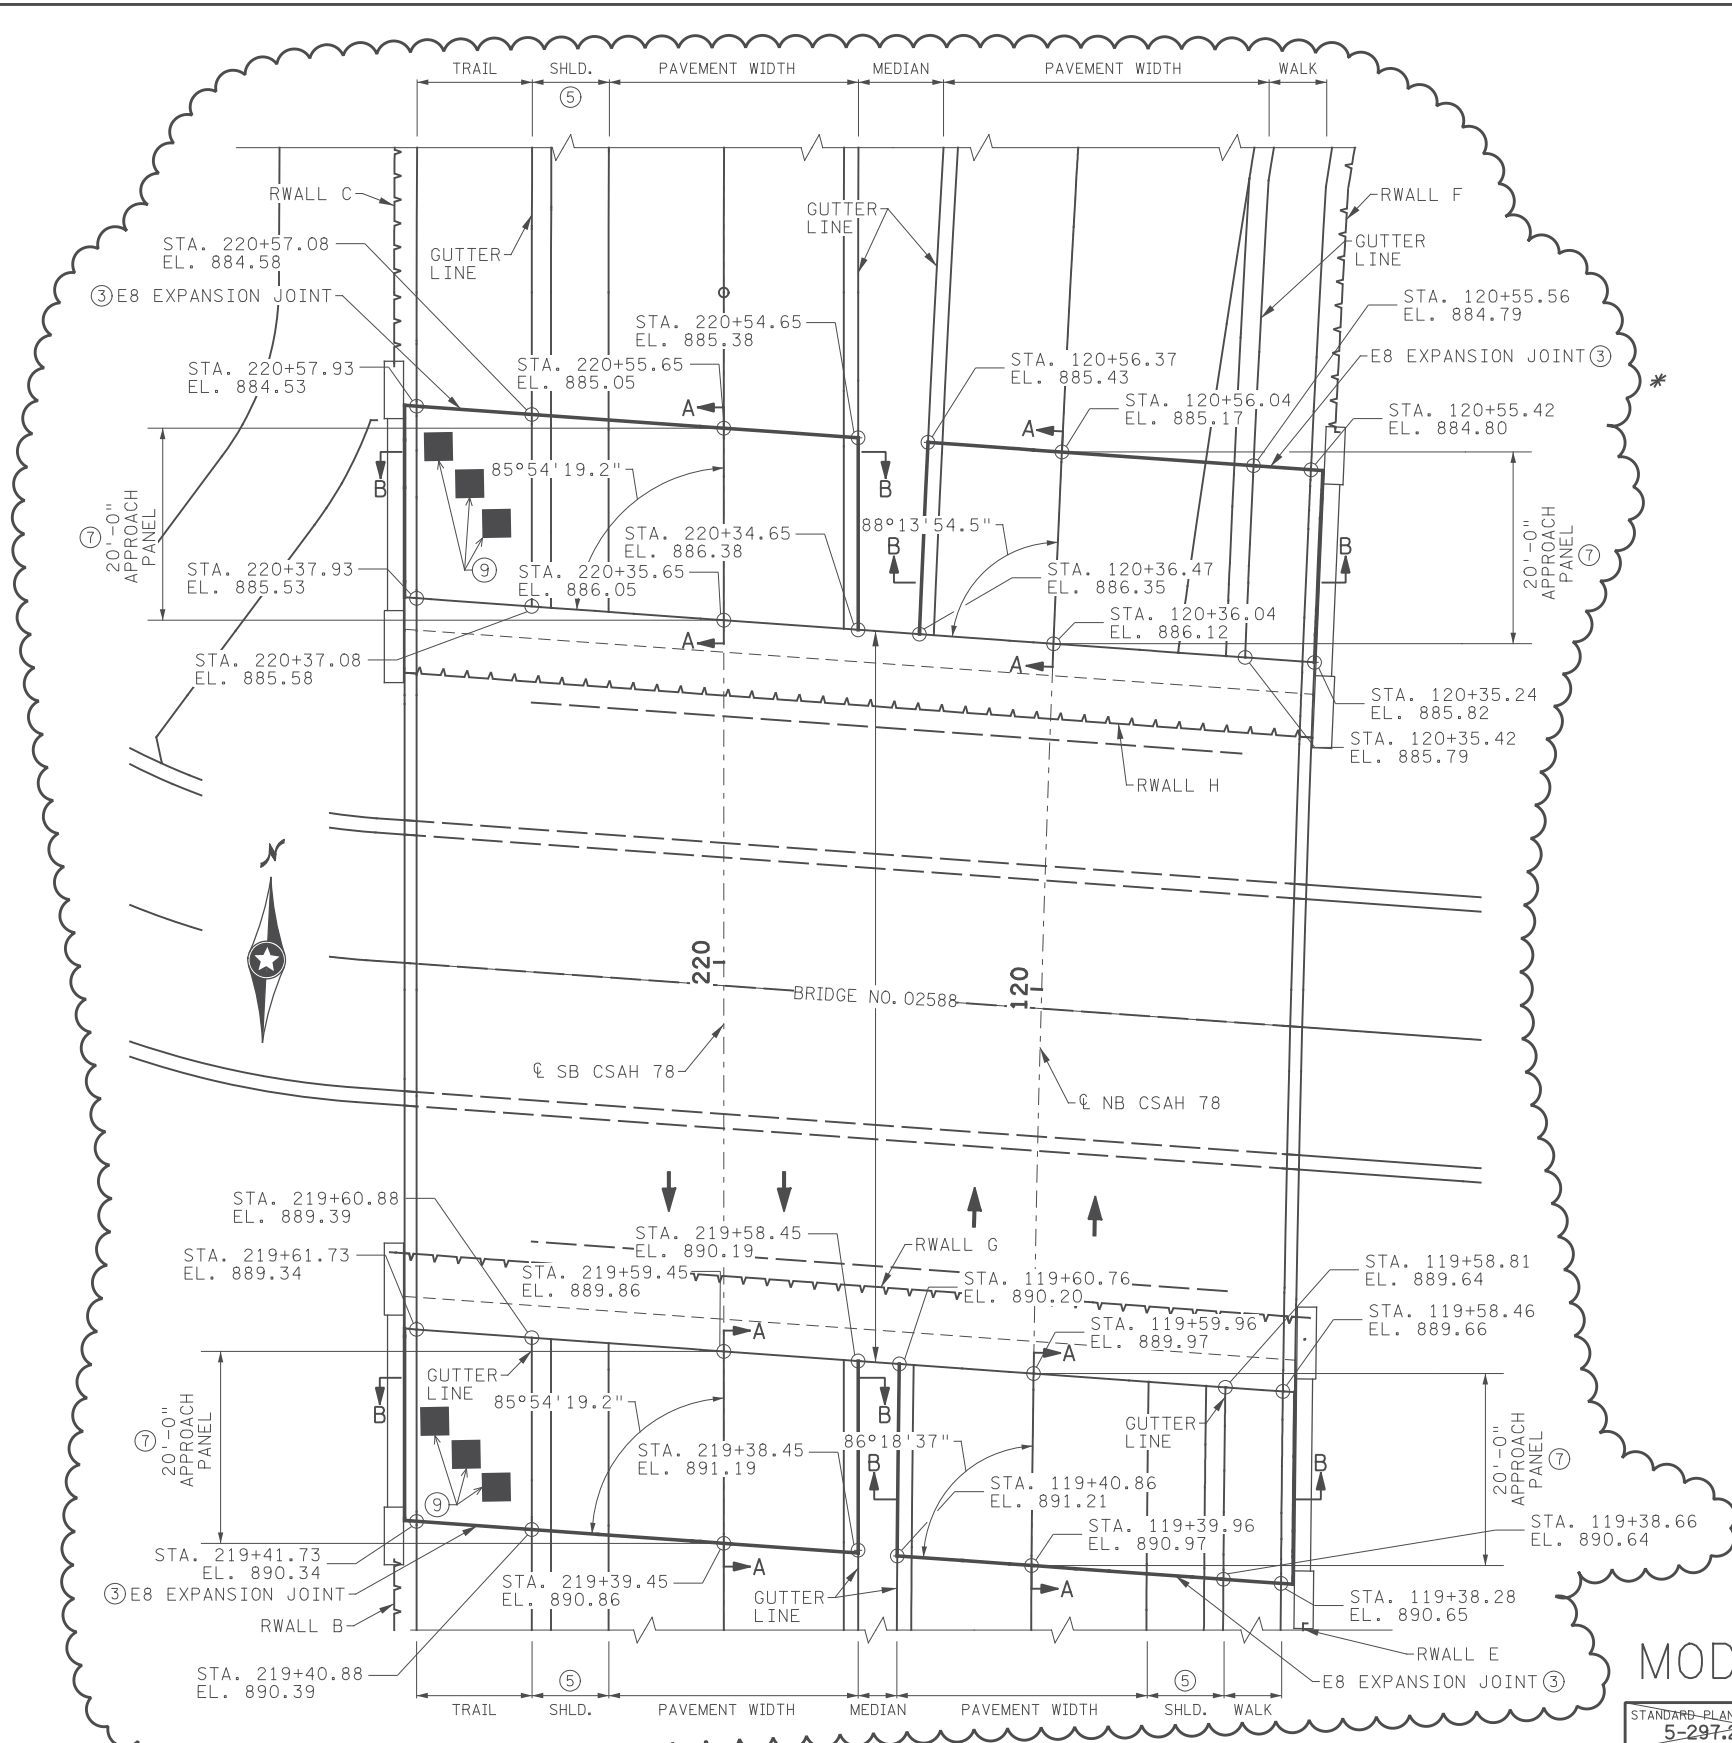 TRAIL SHLD. PAVEMENT WIDTH MEDIAN PAVEMENT WIDTH WALK
5
RWALL C
GUTTER
LINE
RWALL F
STA. 220+57.08
EL. 884.58
GUTTER
LINE
GUTTER
LINE
3 E8 EXPANSION JOINT
STA. 220+54.65
EL. 885.38
STA. 120+55.56
EL. 884.79
STA. 220+57.93
EL. 884.53
STA. 220+55.65
EL. 885.05
STA. 120+56.37
EL. 885.43
E8 EXPANSION JOINT 3
*
A
STA. 120+56.04
EL. 885.17
STA. 120+55.42
EL. 884.80
A
B
85°54'19.2"
B
7
20'-0"
APPROACH
PANEL
STA. 220+34.65
EL. 886.38
88°13'54.5"
B
B
20'-0"
APPROACH
PANEL
7
9
STA. 220+37.93
EL. 885.53
STA. 220+35.65
EL. 886.05
STA. 120+36.47
EL. 886.35
STA. 120+36.04
EL. 886.12
A
A
STA. 220+37.08
EL. 885.58
STA. 120+35.24
EL. 885.82
STA. 120+35.42
EL. 885.79
RWALL H
N
220
120
BRIDGE NO. 02588
℄ SB CSAH 78
℄ NB CSAH 78
STA. 219+60.88
EL. 889.39
STA. 219+58.45
EL. 890.19
RWALL G
STA. 219+61.73
EL. 889.34
STA. 219+59.45
EL. 889.86
STA. 119+60.76
EL. 890.20
STA. 119+58.81
EL. 889.64
STA. 119+58.46
EL. 889.66
A
STA. 119+59.96
EL. 889.97
A
GUTTER
LINE
B
85°54'19.2"
B
GUTTER
LINE
7
20'-0"
APPROACH
PANEL
STA. 219+38.45
EL. 891.19
86°18'37"
B
B
20'-0"
APPROACH
PANEL
7
9
STA. 119+40.86
EL. 891.21
STA. 119+39.96
EL. 890.97
STA. 119+38.66
EL. 890.64
STA. 219+41.73
EL. 890.34
A
A
STA. 219+39.45
EL. 890.86
3 E8 EXPANSION JOINT
GUTTER
LINE
STA. 119+38.28
EL. 890.65
RWALL B
RWALL E
STA. 219+40.88
EL. 890.39
E8 EXPANSION JOINT 3
5
5
TRAIL SHLD. PAVEMENT WIDTH MEDIAN PAVEMENT WIDTH SHLD. WALK
MOD
STANDARD PLAN
5-297.2